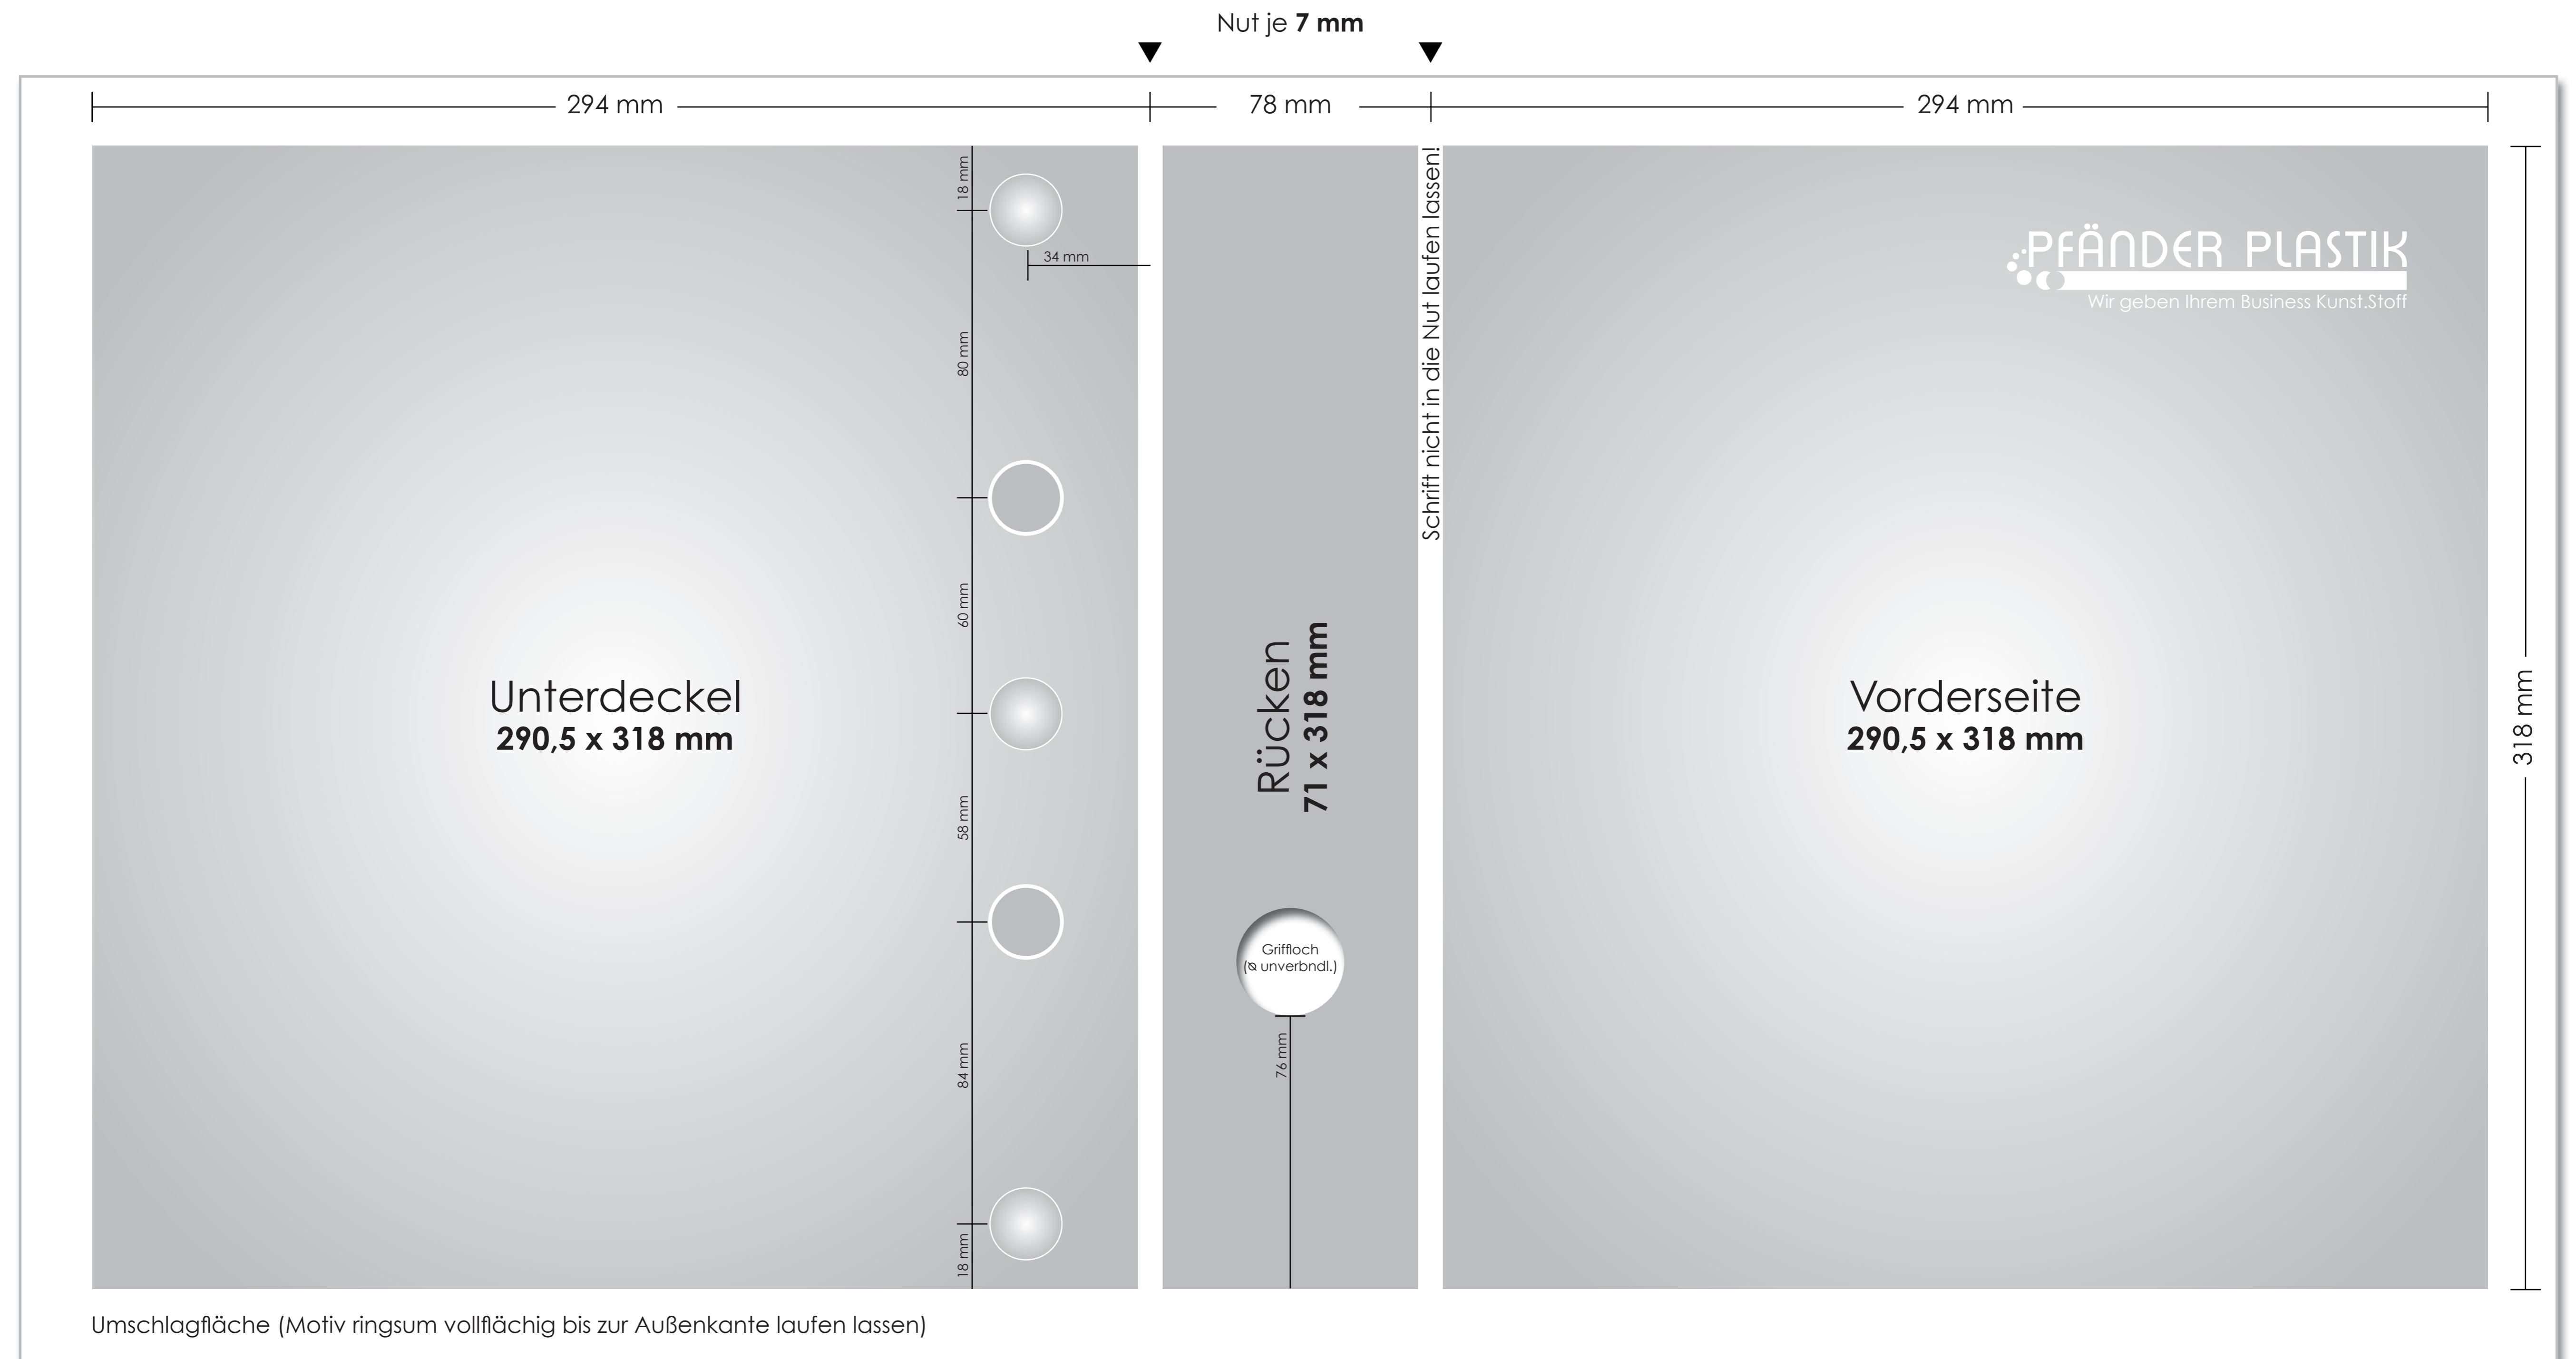 Nut je 7 mm
294 mm
78 mm
294 mm
18 mm
34 mm
80 mm
60 mm
58 mm
84 mm
18 mm
Unterdeckel
290,5 x 318 mm
Rücken
71 x 318 mm
Griffloch
(⌀ unverbndl.)
76 mm
Schrift nicht in die Nut laufen lassen!
PFÄNDER PLASTIK
Wir geben Ihrem Business Kunst.Stoff
Vorderseite
290,5 x 318 mm
318 mm
Umschlagfläche (Motiv ringsum vollflächig bis zur Außenkante laufen lassen)